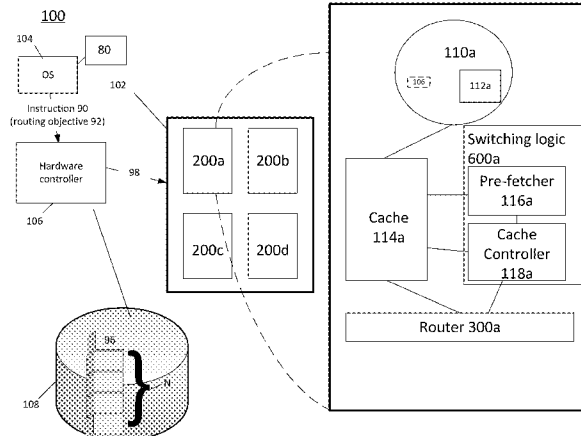 100
104
80
OS
Instruction 90
(routing objective 92)
102
Hardware
controller
98
106
200a
200b
200c
200d
96
N
108
110a
106
112a
Switching logic
600a
Pre-fetcher
116a
Cache
114a
Cache
Controller
118a
Router 300a